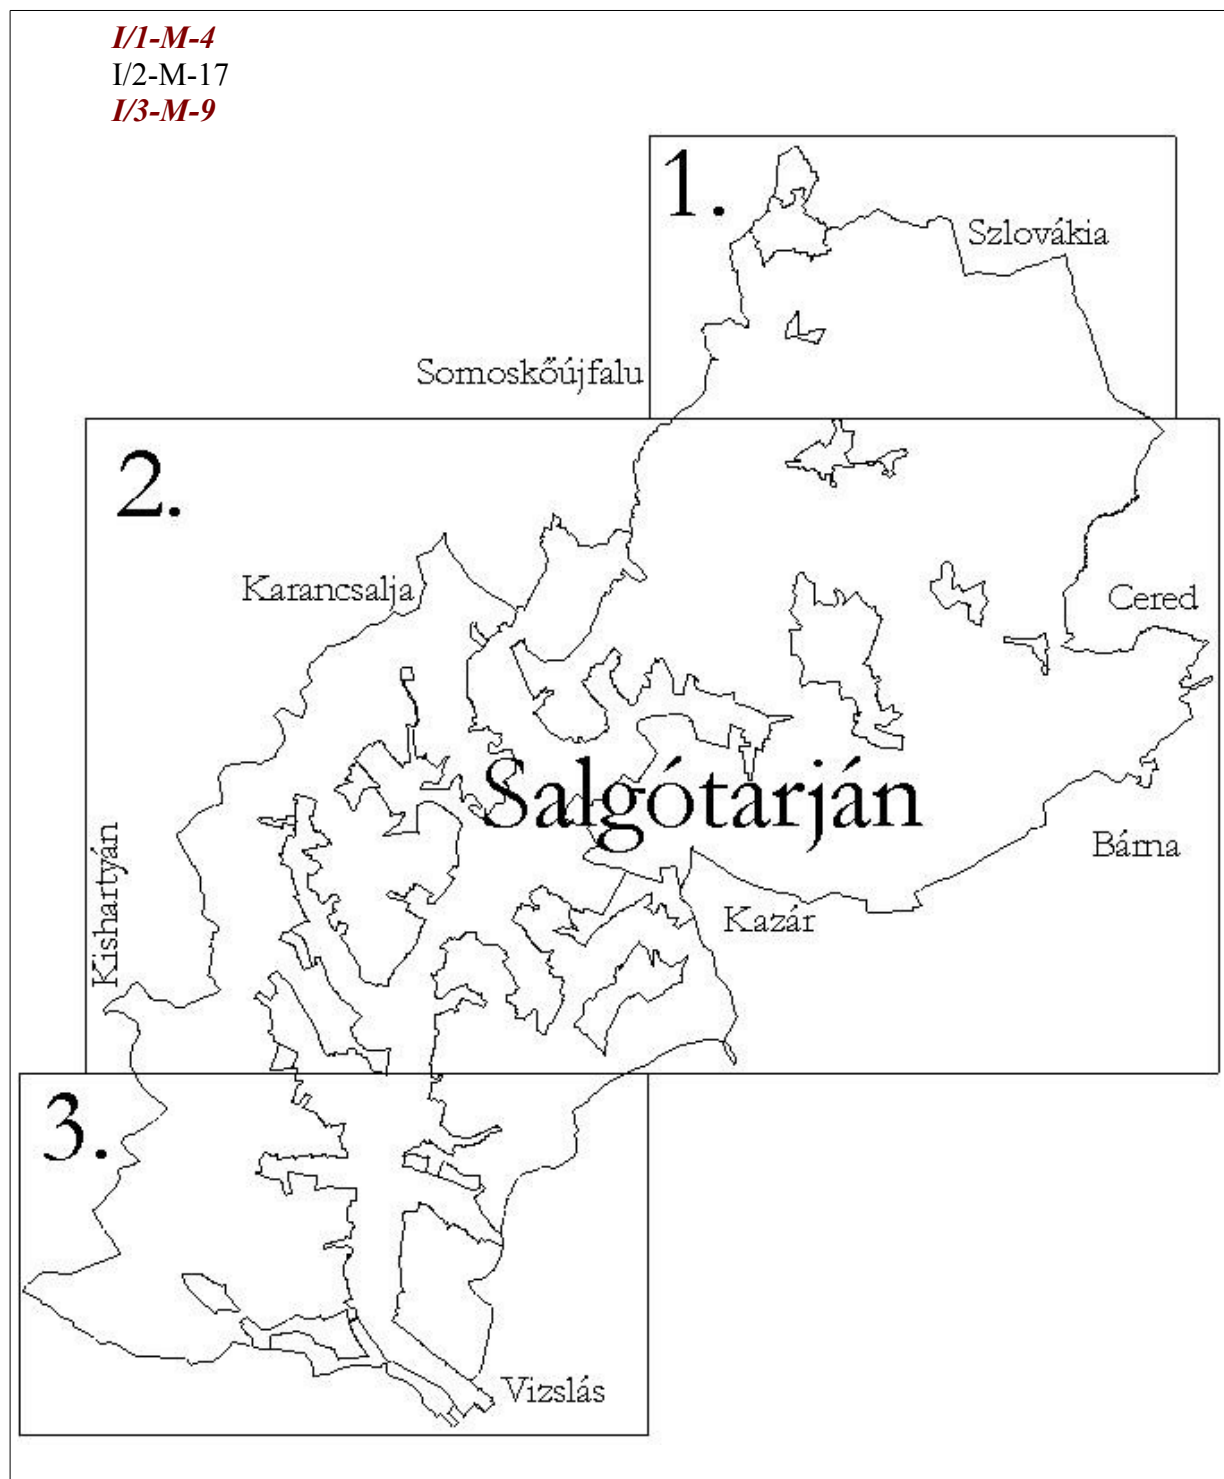 I/1-M-4
I/2-M-17
I/3-M-9
1.
Szlovákia
Somoskőújfalu
2.
Karancsalja
Cered
Salgótarján
Bárna
Kishartyán
Kazár
3.
Vizslás